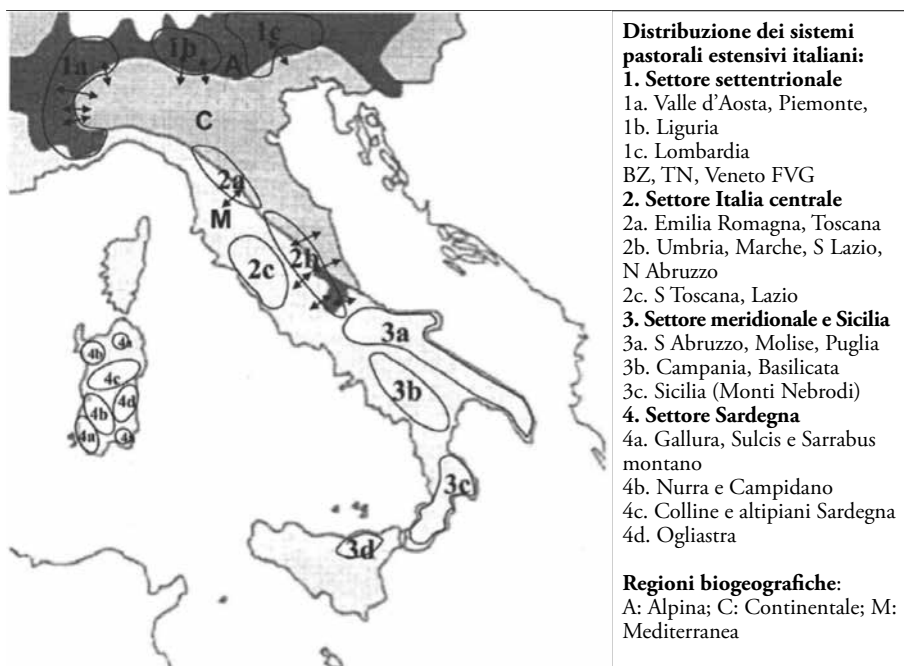 1a
1b
1c
A
C
2a
M
2b
2c
3a
3b
3c
3d
4a
4b
4c
4b
4d
4a
4a
Distribuzione dei sistemi
pastorali estensivi italiani:
1. Settore settentrionale
1a. Valle d’Aosta, Piemonte,
1b. Liguria
1c. Lombardia
BZ, TN, Veneto FVG
2. Settore Italia centrale
2a. Emilia Romagna, Toscana
2b. Umbria, Marche, S Lazio,
N Abruzzo
2c. S Toscana, Lazio
3. Settore meridionale e Sicilia
3a. S Abruzzo, Molise, Puglia
3b. Campania, Basilicata
3c. Sicilia (Monti Nebrodi)
4. Settore Sardegna
4a. Gallura, Sulcis e Sarrabus
montano
4b. Nurra e Campidano
4c. Colline e altipiani Sardegna
4d. Ogliastra
Regioni biogeografiche:
A: Alpina; C: Continentale; M:
Mediterranea